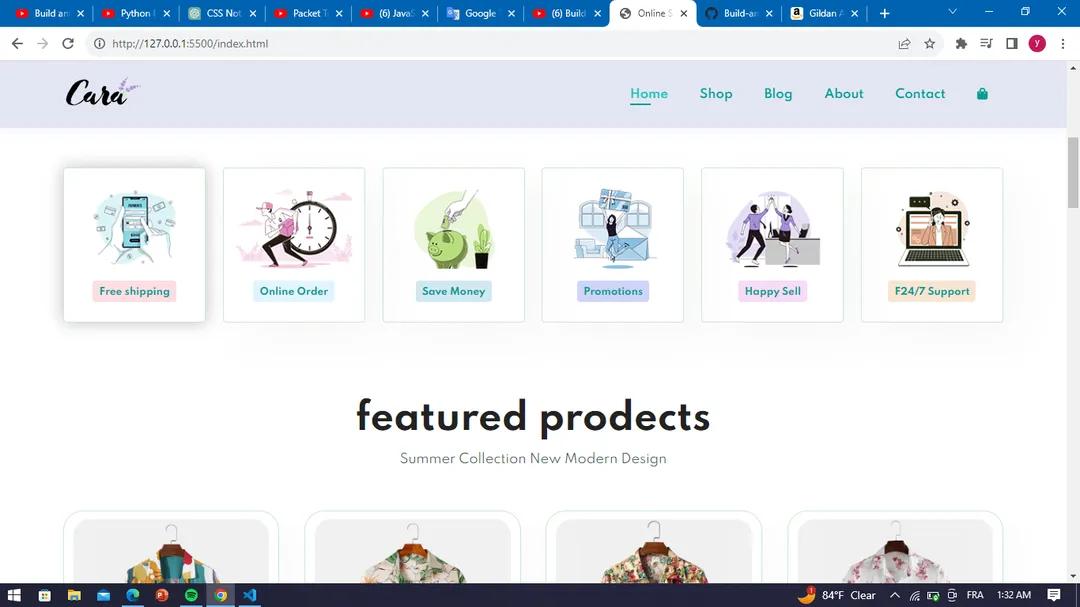 Build an
Python
CSS Not
Packet T
(6) JavaS
Google
(6) Build
Online S
Build-an
Gildan A
http://127.0.0.1:5500/index.html
y
Cara
Home Shop Blog About Contact
PAYMENTS
Free shipping
Online Order
Save Money
Promotions
Happy Sell
F24/7 Support
featured prodects
Summer Collection New Modern Design
84°F Clear FRA 1:32 AM